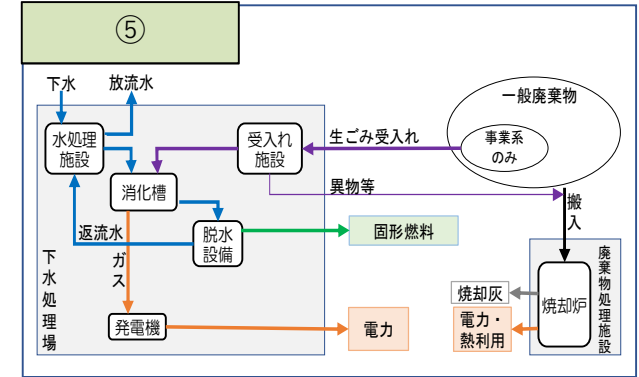 ⑤
下水
放流水
水処理
施設
受入れ
施設
生ごみ受入れ
一般廃棄物
事業系
のみ
消化槽
異物等
搬入
返流水
脱水
設備
固形燃料
ガス
下水処理場
発電機
電力
焼却灰
電力・
熱利用
焼却炉
廃棄物処理施設